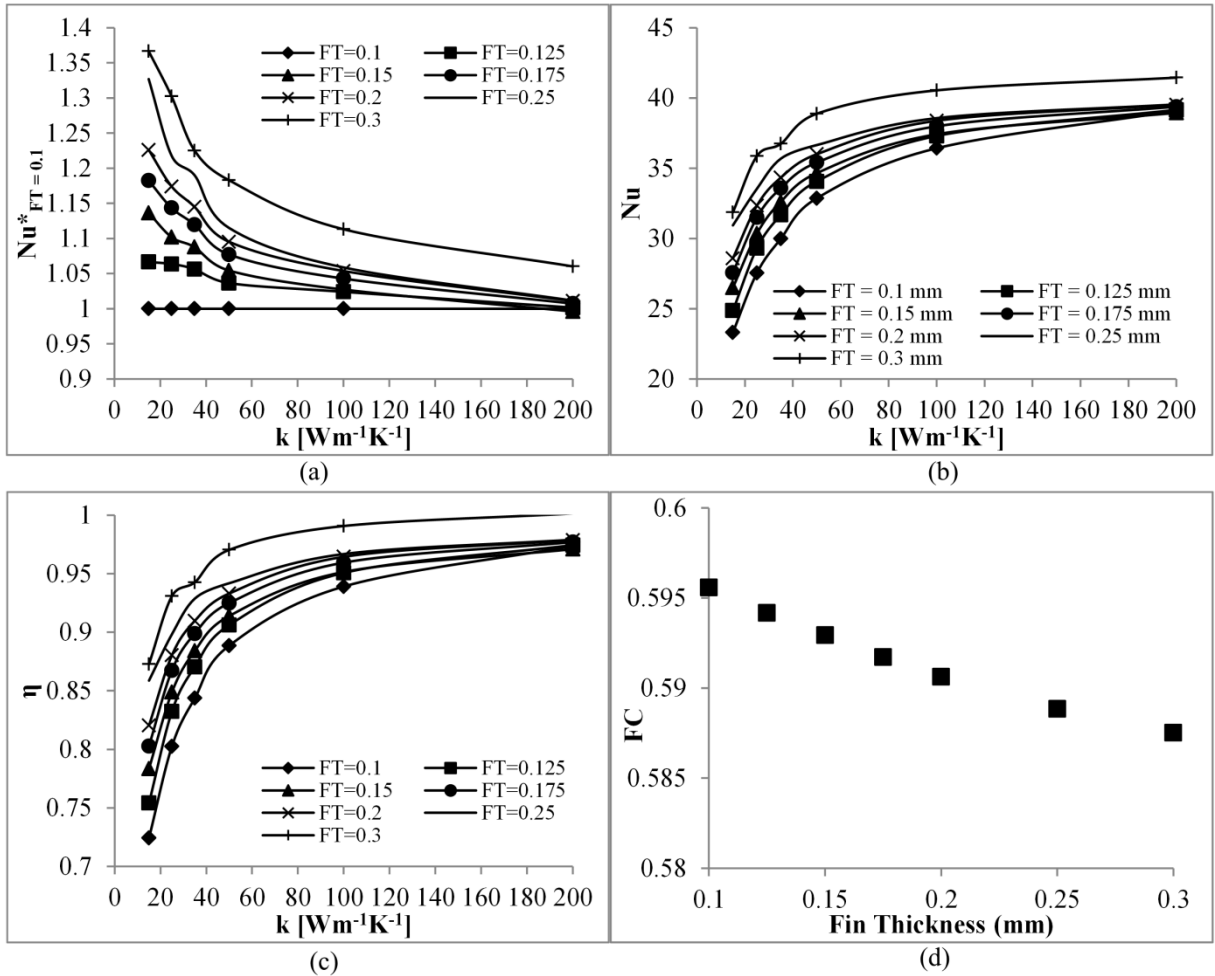 1.4
1.35
1.3
1.25
1.2
1.15
1.1
1.05
1
0.95
0.9
Nu*FT = 0.1
FT=0.1
FT=0.125
FT=0.15
FT=0.175
FT=0.2
FT=0.25
FT=0.3
0 20 40 60 80 100 120 140 160 180 200
k [Wm⁻¹K⁻¹]
(a)
45
40
35
30
25
20
Nu
FT = 0.1 mm
FT = 0.125 mm
FT = 0.15 mm
FT = 0.175 mm
FT = 0.2 mm
FT = 0.25 mm
FT = 0.3 mm
0 20 40 60 80 100 120 140 160 180 200
k [Wm⁻¹K⁻¹]
(b)
1
0.95
0.9
0.85
0.8
0.75
0.7
η
FT=0.1
FT=0.125
FT=0.15
FT=0.175
FT=0.2
FT=0.25
FT=0.3
0 20 40 60 80 100 120 140 160 180 200
k [Wm⁻¹K⁻¹]
(c)
0.6
0.595
0.59
0.585
0.58
FC
0.1 0.15 0.2 0.25 0.3
Fin Thickness (mm)
(d)